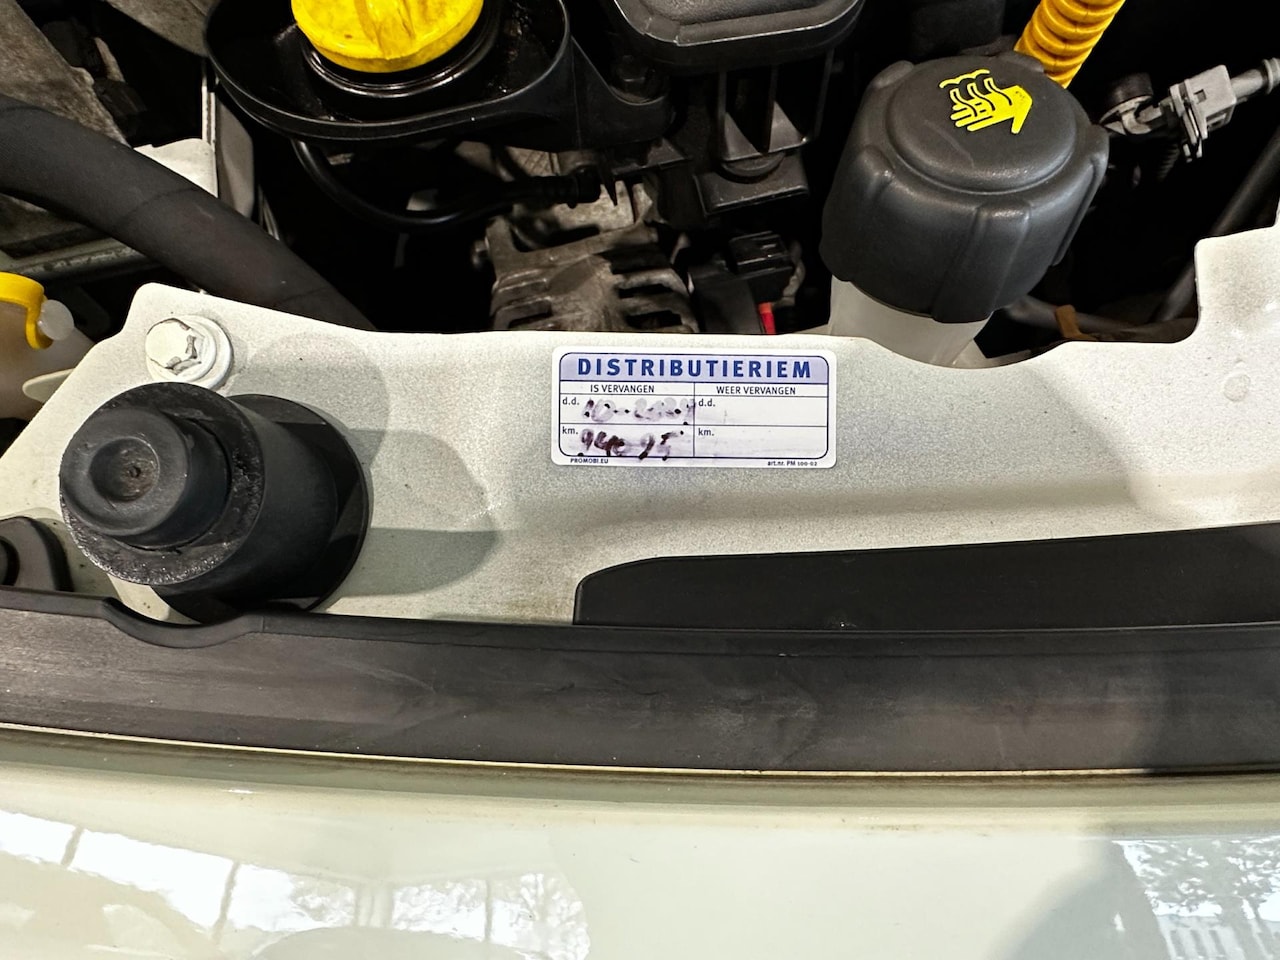 DISTRIBUTIERIEM
IS VERVANGEN WEER VERVANGEN
d.d. d.d.
km. km.
PROMOBI.EU art.nr. PM 100-02